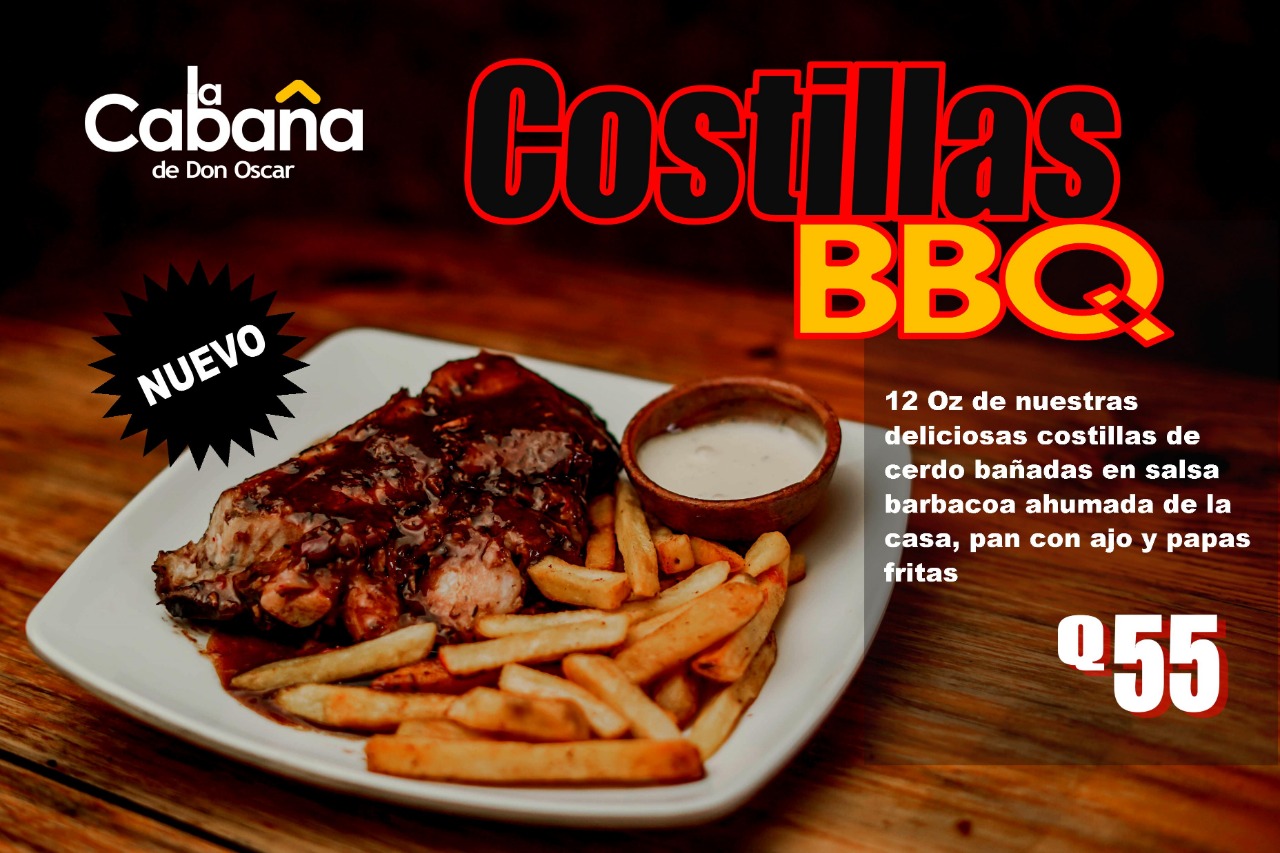 la
Cabaña
de Don Oscar
Costillas
BBQ
NUEVO
12 Oz de nuestras
deliciosas costillas de
cerdo bañadas en salsa
barbacoa ahumada de la
casa, pan con ajo y papas
fritas
Q55